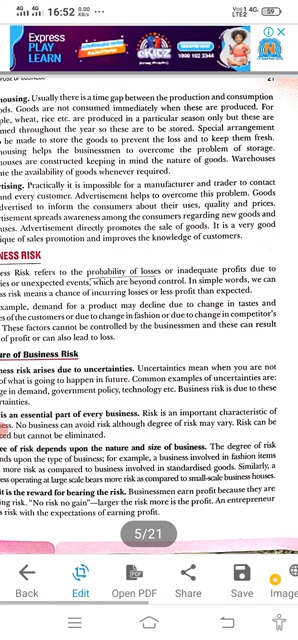 4G 4G 16:52 0.00 KB/s
Vo) 1 4G LTE2 59
Express
PLAY
LEARN
1800 102 3344
21
housing. Usually there is a time gap between the production and consumption
ods. Goods are not consumed immediately when these are produced. For
ple, wheat, rice etc. are produced in a particular season only but these are
med throughout the year so these are to be stored. Special arrangement
be made to store the goods to prevent the loss and to keep them fresh.
housing helps the businessmen to overcome the problem of storage.
houses are constructed keeping in mind the nature of goods. Warehouses
ate the availability of goods whenever required.
rtising. Practically it is impossible for a manufacturer and trader to contact
and every customer. Advertisement helps to overcome this problem. Goods
dvertised to inform the consumers about their uses, quality and prices.
rtisement spreads awareness among the consumers regarding new goods and
uses. Advertisement directly promotes the sale of goods. It is a very good
ique of sales promotion and improves the knowledge of customers.
NESS RISK
ess Risk refers to the probability of losses or inadequate profits due to
ies or unexpected events, which are beyond control. In simple words, we can
ss risk means a chance of incurring losses or less profit than expected.
xample, demand for a product may decline due to change in tastes and
es of the customers or due to change in fashion or due to change in competitor's
These factors cannot be controlled by the businessmen and these can result
of profit or can also lead to loss.
ure of Business Risk
ness risk arises due to uncertainties. Uncertainties mean when you are not
of what is going to happen in future. Common examples of uncertainties are:
ge in demand, government policy, technology etc. Business risk is due to these
rtainties.
is an essential part of every business. Risk is an important characteristic of
ness. No business can avoid risk although degree of risk may vary. Risk can be
ced but cannot be eliminated.
ee of risk depends upon the nature and size of business. The degree of risk
nds upon the type of business; for example, a business involved in fashion items
more risk as compared to business involved in standardised goods. Similarly, a
ess operating at large scale bears more risk as compared to small-scale business houses.
it is the reward for bearing the risk. Businessmen earn profit because they are
ing risk. "No risk no gain"—larger the risk more is the profit. An entrepreneur
s risk with the expectations of earning profit.
5/21
Back
Edit
Open PDF
Share
Save
Image